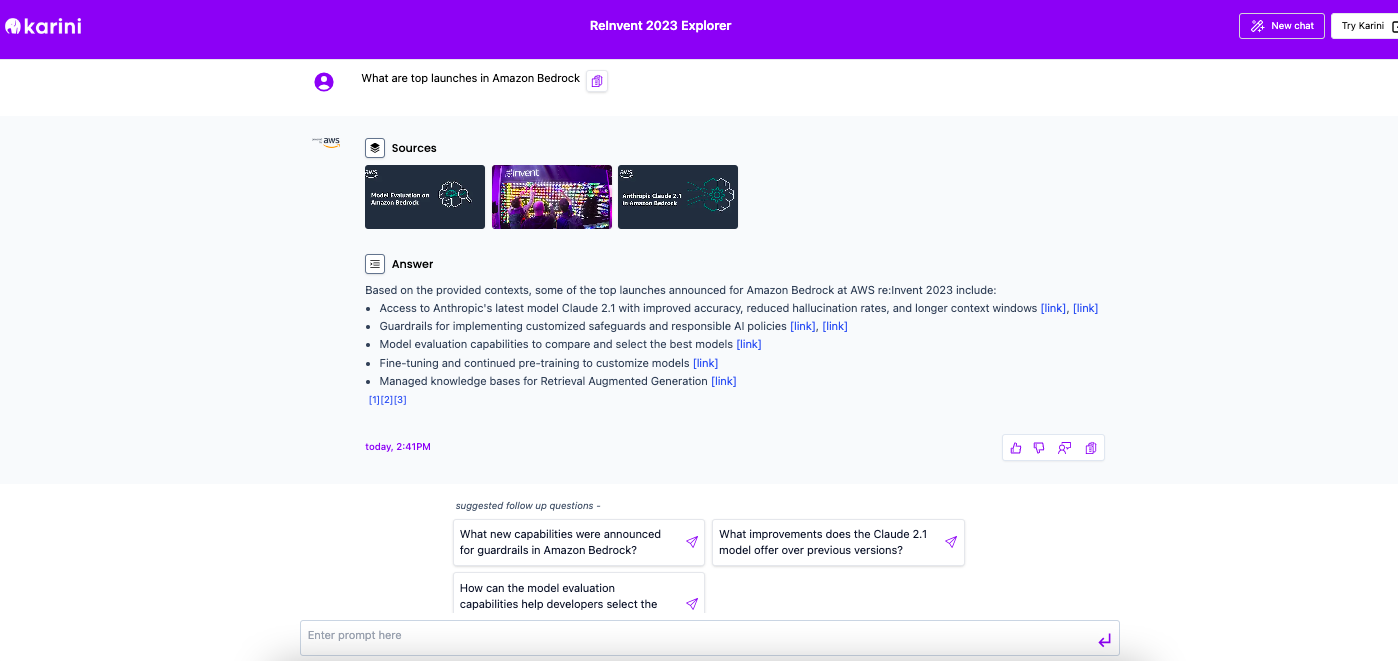 karini
ReInvent 2023 Explorer
New chat
Try Karini
What are top launches in Amazon Bedrock
aws
Sources
aws
Model Evaluation on
Amazon Bedrock
re:Invent
aws
Anthropic Claude 2.1
in Amazon Bedrock
Answer
Based on the provided contexts, some of the top launches announced for Amazon Bedrock at AWS re:Invent 2023 include:
• Access to Anthropic's latest model Claude 2.1 with improved accuracy, reduced hallucination rates, and longer context windows [link], [link]
• Guardrails for implementing customized safeguards and responsible AI policies [link], [link]
• Model evaluation capabilities to compare and select the best models [link]
• Fine-tuning and continued pre-training to customize models [link]
• Managed knowledge bases for Retrieval Augmented Generation [link]
[1][2][3]
today, 2:41PM
suggested follow up questions -
What new capabilities were announced
for guardrails in Amazon Bedrock?
What improvements does the Claude 2.1
model offer over previous versions?
How can the model evaluation
capabilities help developers select the
Enter prompt here